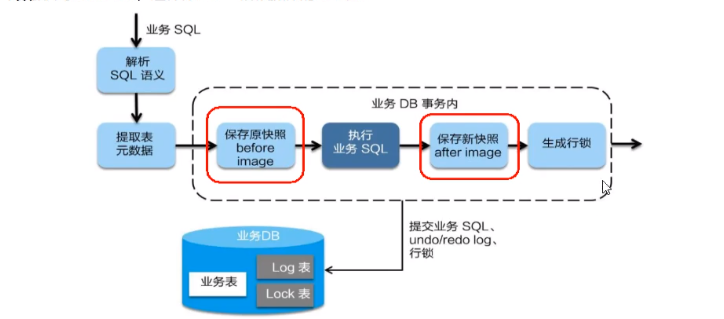 业务 SQL
解析
SQL 语义
业务 DB 事务内
提取表
元数据
保存原快照
before
image
执行
业务 SQL
保存新快照
after image
生成行锁
提交业务 SQL、
undo/redo log、
行锁
业务DB
业务表
Log 表
Lock 表